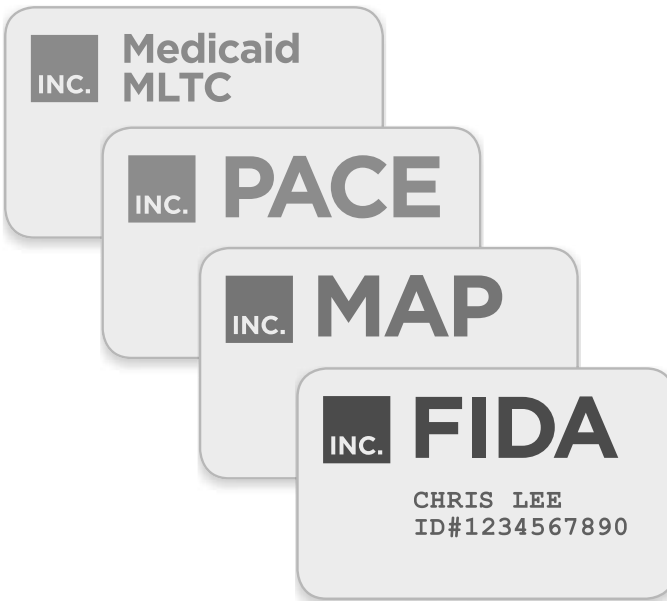 INC.
Medicaid
MLTC
INC.
PACE
INC.
MAP
INC.
FIDA
CHRIS LEE
ID#1234567890